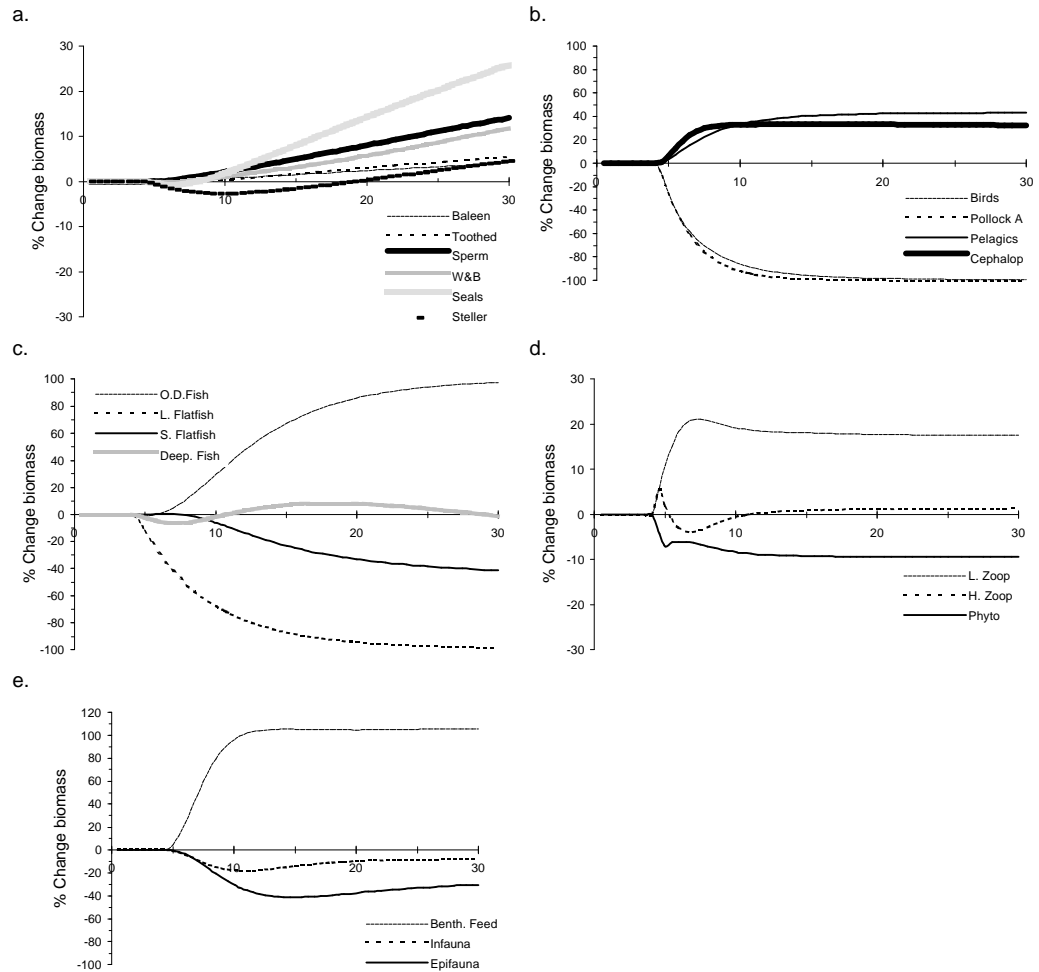 a.
% Change biomass
30
20
10
0
-10
-20
-30
0
10
20
30
Baleen
Toothed
Sperm
W&B
Seals
Steller
b.
% Change biomass
100
80
60
40
20
0
-20
-40
-60
-80
-100
0
10
20
30
Birds
Pollock A
Pelagics
Cephalop
c.
% Change biomass
100
80
60
40
20
0
-20
-40
-60
-80
-100
0
10
20
30
O.D.Fish
L. Flatfish
S. Flatfish
Deep. Fish
d.
% Change biomass
30
20
10
0
-10
-20
-30
0
10
20
30
L. Zoop
H. Zoop
Phyto
e.
% Change biomass
120
100
80
60
40
20
0
-20
-40
-60
-80
-100
0
10
20
30
Benth. Feed
Infauna
Epifauna